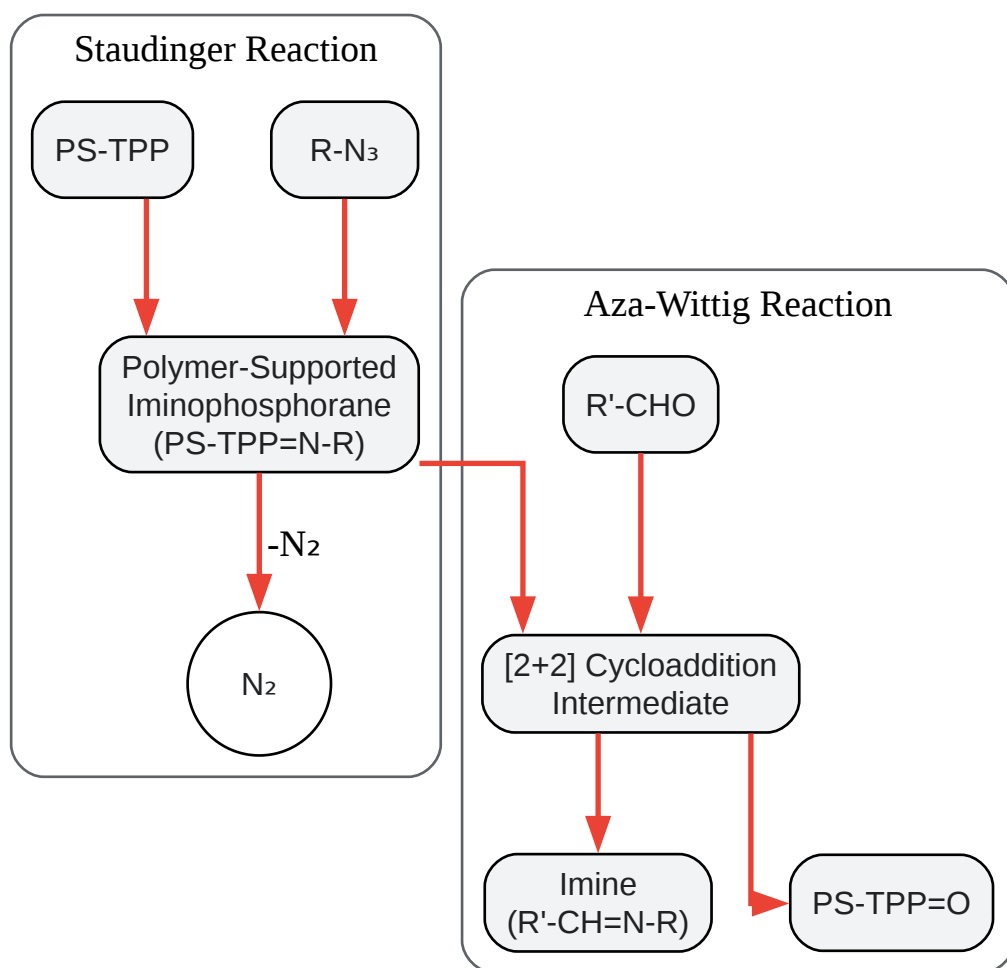 Staudinger Reaction
PS-TPP
R-N₃
Polymer-Supported
Iminophosphorane
(PS-TPP=N-R)
-N₂
N₂
Aza-Wittig Reaction
R'-CHO
[2+2] Cycloaddition
Intermediate
Imine
(R'-CH=N-R)
PS-TPP=O